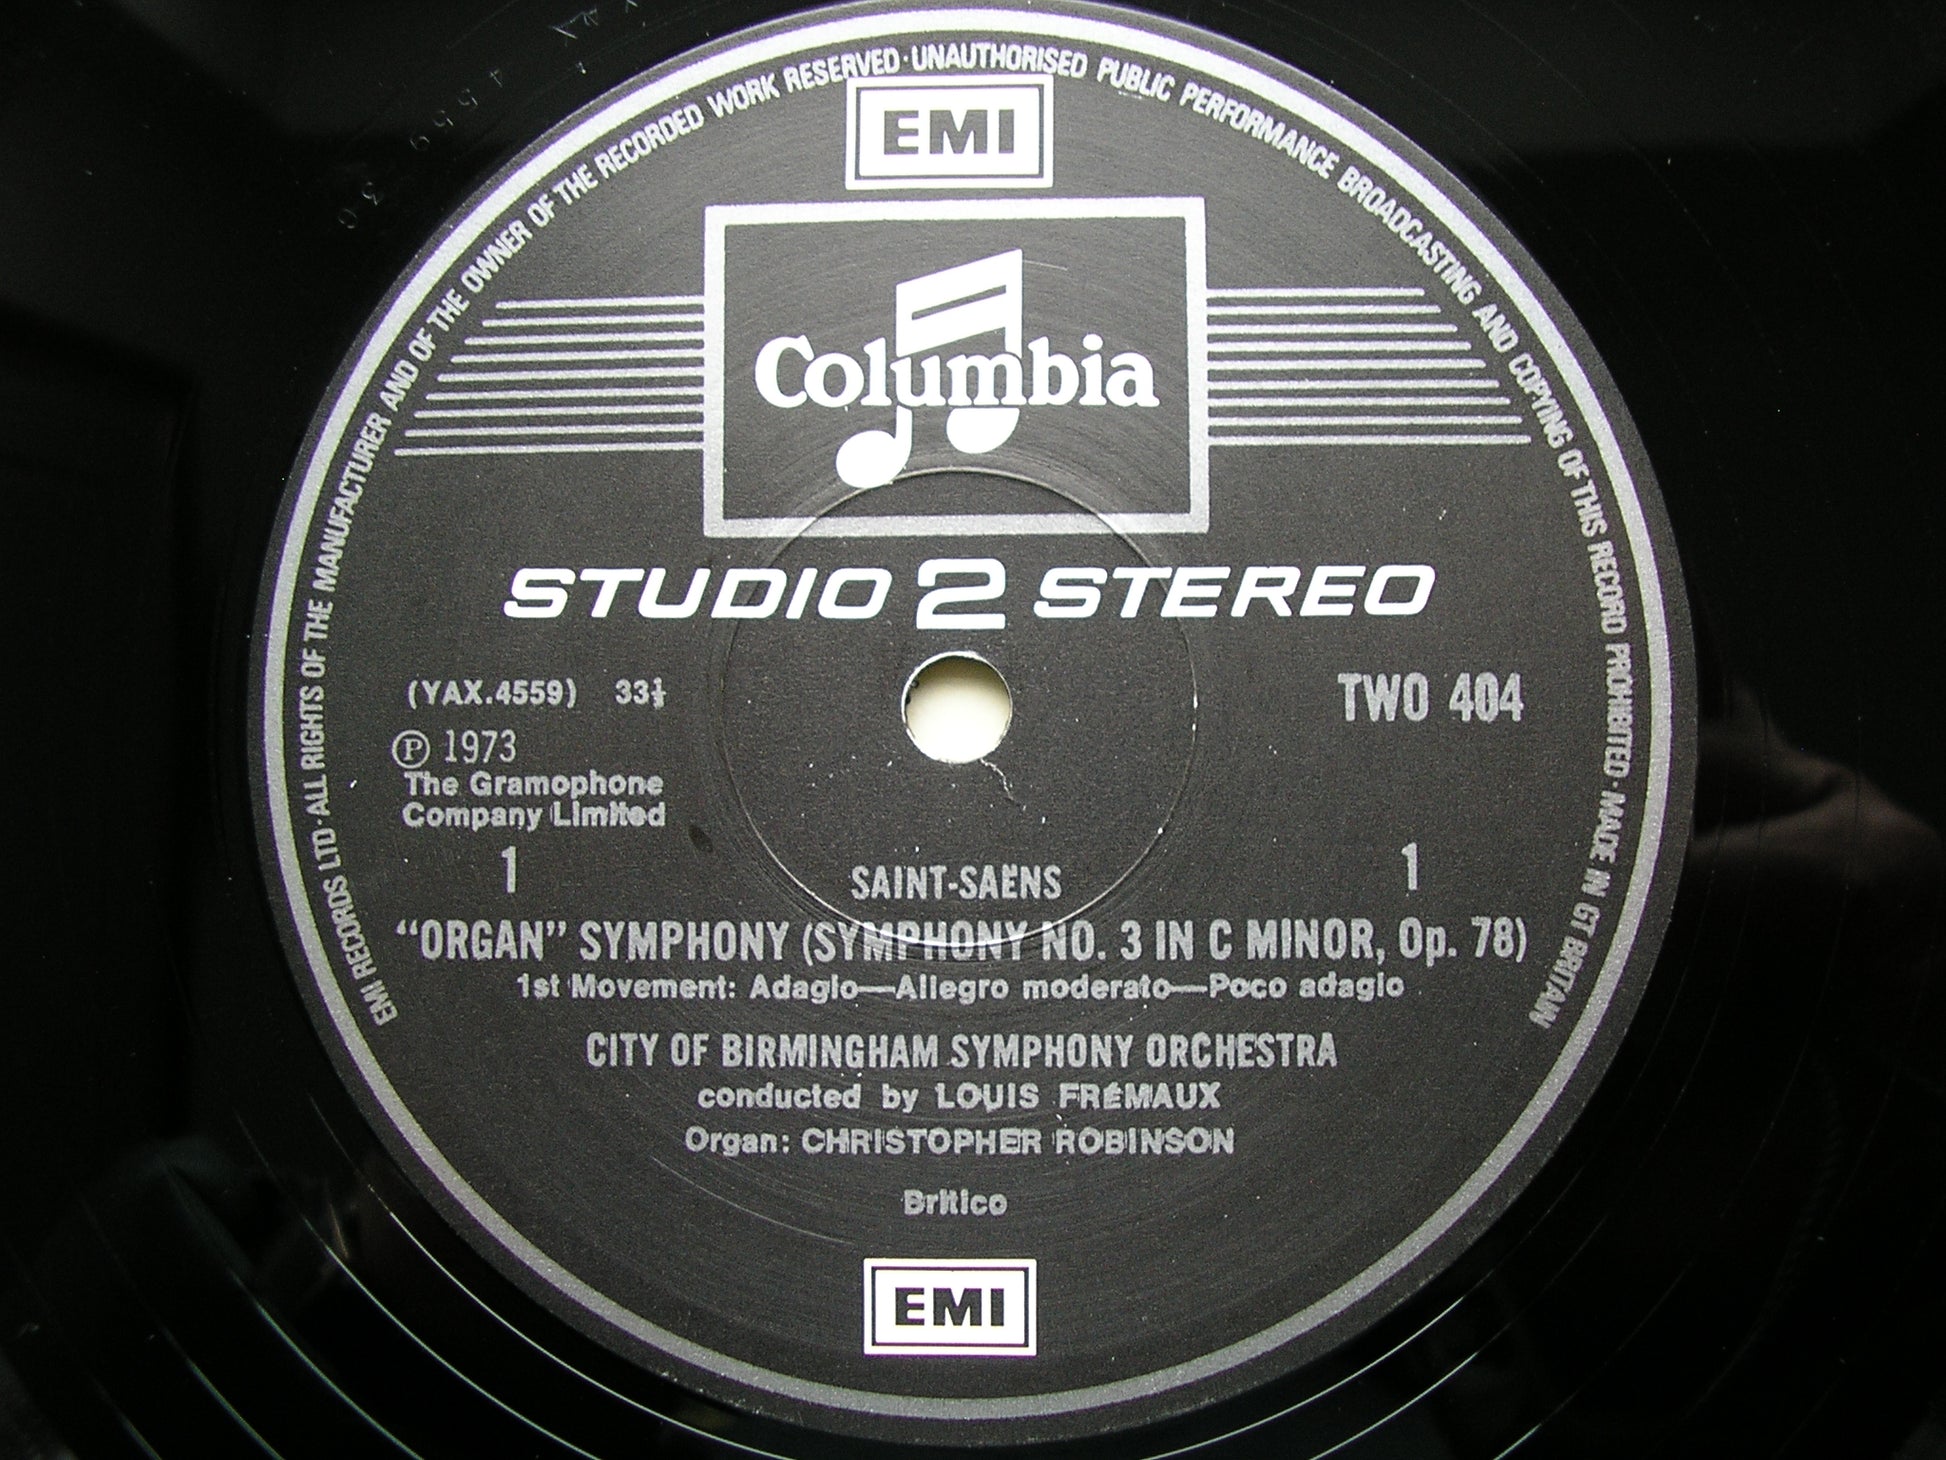 EMI RECORDS LTD · ALL RIGHTS OF THE MANUFACTURER AND OF THE OWNER OF THE RECORDED WORK RESERVED · UNAUTHORISED PUBLIC PERFORMANCE BROADCASTING AND COPYING OF THIS RECORD PROHIBITED · MADE IN GT BRITAIN
EMI
Columbia
STUDIO 2 STEREO
(YAX.4559) 33⅓
TWO 404
℗ 1973
The Gramophone
Company Limited
1
1
SAINT-SAËNS
“ORGAN” SYMPHONY (SYMPHONY NO. 3 IN C MINOR, Op. 78)
1st Movement: Adagio—Allegro moderato—Poco adagio
CITY OF BIRMINGHAM SYMPHONY ORCHESTRA
conducted by LOUIS FRÉMAUX
Organ: CHRISTOPHER ROBINSON
Britico
EMI